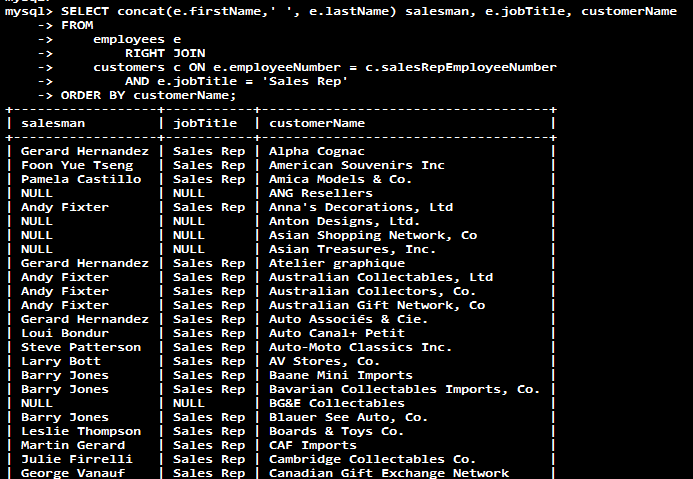 mysql> SELECT concat(e.firstName,' ', e.lastName) salesman, e.jobTitle, customerName
    -> FROM
    ->     employees e
    ->         RIGHT JOIN
    ->     customers c ON e.employeeNumber = c.salesRepEmployeeNumber
    ->         AND e.jobTitle = 'Sales Rep'
    -> ORDER BY customerName;
+------------------+-----------+------------------------------------+
| salesman         | jobTitle  | customerName                       |
+------------------+-----------+------------------------------------+
| Gerard Hernandez | Sales Rep | Alpha Cognac                       |
| Foon Yue Tseng   | Sales Rep | American Souvenirs Inc             |
| Pamela Castillo  | Sales Rep | Amica Models & Co.                 |
| NULL             | NULL      | ANG Resellers                      |
| Andy Fixter      | Sales Rep | Anna's Decorations, Ltd            |
| NULL             | NULL      | Anton Designs, Ltd.                |
| NULL             | NULL      | Asian Shopping Network, Co         |
| NULL             | NULL      | Asian Treasures, Inc.              |
| Gerard Hernandez | Sales Rep | Atelier graphique                  |
| Andy Fixter      | Sales Rep | Australian Collectables, Ltd       |
| Andy Fixter      | Sales Rep | Australian Collectors, Co.         |
| Andy Fixter      | Sales Rep | Australian Gift Network, Co        |
| Gerard Hernandez | Sales Rep | Auto Associés & Cie.               |
| Loui Bondur      | Sales Rep | Auto Canal+ Petit                  |
| Steve Patterson  | Sales Rep | Auto-Moto Classics Inc.            |
| Larry Bott       | Sales Rep | AV Stores, Co.                     |
| Barry Jones      | Sales Rep | Baane Mini Imports                 |
| Barry Jones      | Sales Rep | Bavarian Collectables Imports, Co. |
| NULL             | NULL      | BG&E Collectables                  |
| Barry Jones      | Sales Rep | Blauer See Auto, Co.               |
| Leslie Thompson  | Sales Rep | Boards & Toys Co.                  |
| Martin Gerard    | Sales Rep | CAF Imports                        |
| Julie Firrelli   | Sales Rep | Cambridge Collectables Co.         |
| George Vanauf    | Sales Rep | Canadian Gift Exchange Network     |